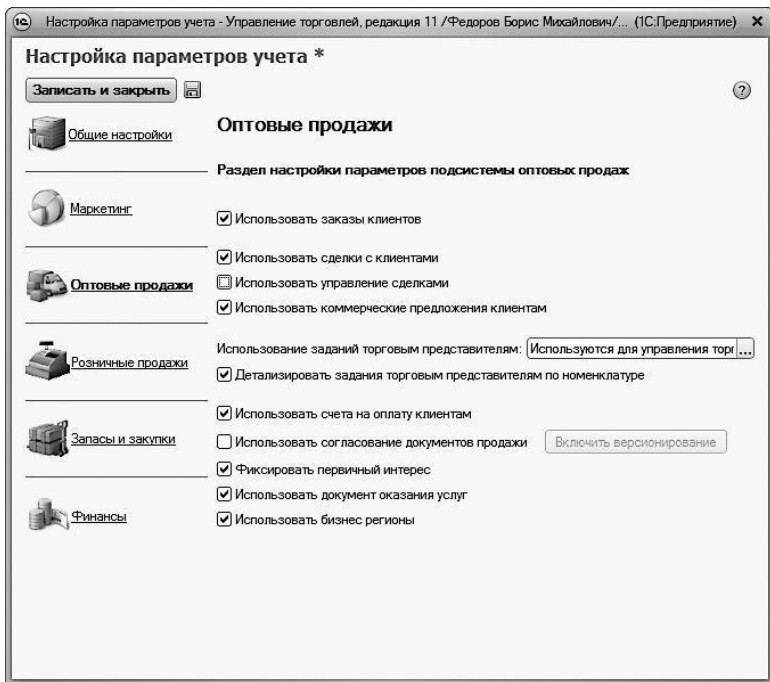 Настройка параметров учета - Управление торговлей, редакция 11 /Федоров Борис Михайлович/... (1С:Предприятие)
Настройка параметров учета *
Записать и закрыть
Общие настройки
Маркетинг
Оптовые продажи
Розничные продажи
Запасы и закупки
Финансы
Оптовые продажи
Раздел настройки параметров подсистемы оптовых продаж
Использовать заказы клиентов
Использовать сделки с клиентами
Использовать управление сделками
Использовать коммерческие предложения клиентам
Использование заданий торговым представителям: Используются для управления торг ...
Детализировать задания торговым представителям по номенклатуре
Использовать счета на оплату клиентам
Использовать согласование документов продажи Включить версионирование
Фиксировать первичный интерес
Использовать документ оказания услуг
Использовать бизнес регионы